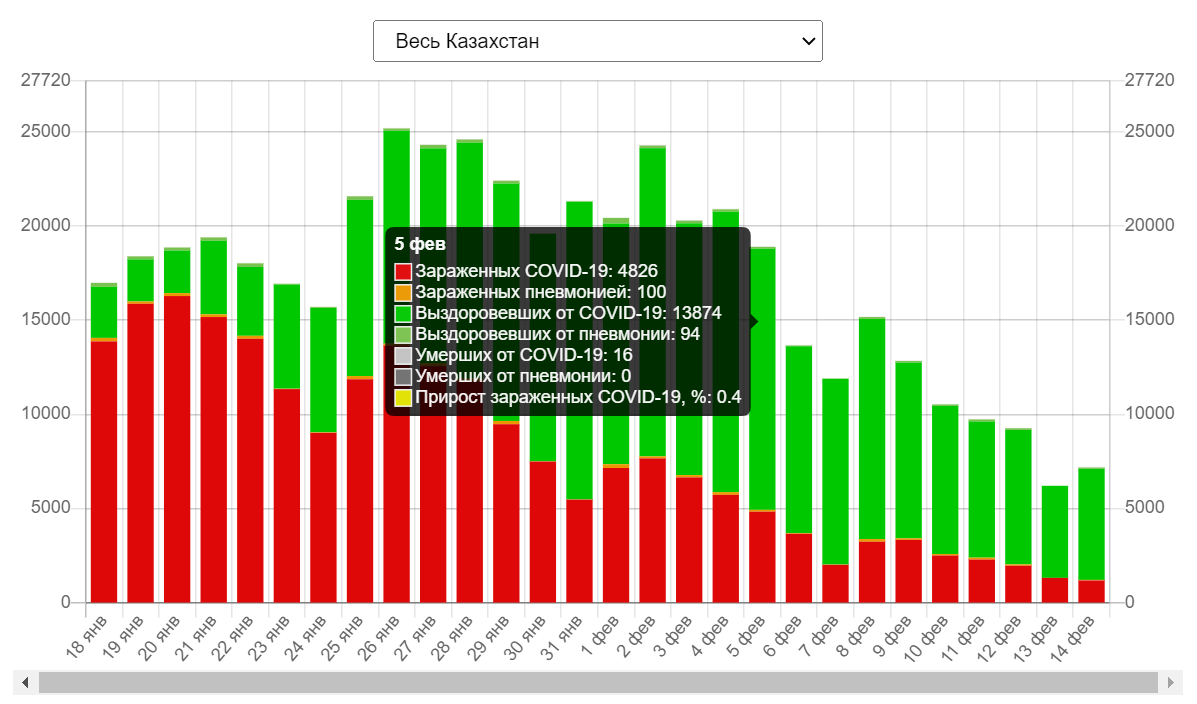 Весь Казахстан
27720
27720
25000
25000
20000
20000
5 фев
Зараженных COVID-19: 4826
Зараженных пневмонией: 100
Выздоровевших от COVID-19: 13874
Выздоровевших от пневмонии: 94
Умерших от COVID-19: 16
Умерших от пневмонии: 0
Прирост зараженных COVID-19, %: 0.4
15000
15000
10000
10000
5000
5000
0
0
18 янв
19 янв
20 янв
21 янв
22 янв
23 янв
24 янв
25 янв
26 янв
27 янв
28 янв
29 янв
30 янв
31 янв
1 фев
2 фев
3 фев
4 фев
5 фев
6 фев
7 фев
8 фев
9 фев
10 фев
11 фев
12 фев
13 фев
14 фев